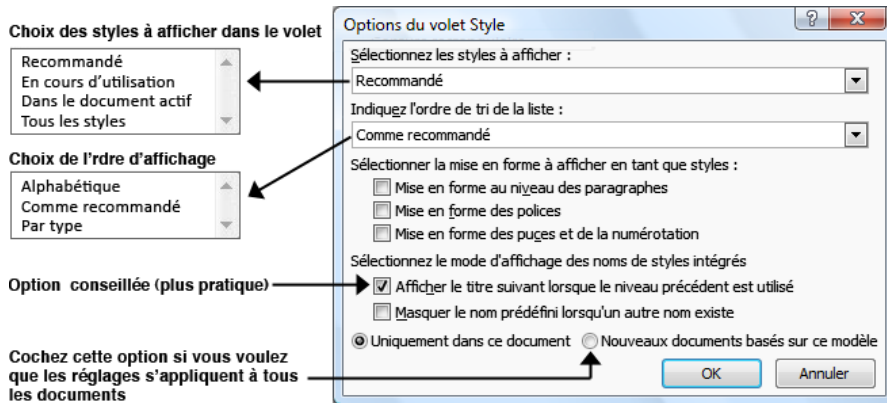 Choix des styles à afficher dans le volet
Recommandé
En cours d'utilisation
Dans le document actif
Tous les styles
Choix de l'rdre d'affichage
Alphabétique
Comme recommandé
Par type
Option conseillée (plus pratique)
Cochez cette option si vous voulez
que les réglages s'appliquent à tous
les documents
Options du volet Style
Sélectionnez les styles à afficher :
Recommandé
Indiquez l'ordre de tri de la liste :
Comme recommandé
Sélectionner la mise en forme à afficher en tant que styles :
Mise en forme au niveau des paragraphes
Mise en forme des polices
Mise en forme des puces et de la numérotation
Sélectionnez le mode d'affichage des noms de styles intégrés
Afficher le titre suivant lorsque le niveau précédent est utilisé
Masquer le nom prédéfini lorsqu'un autre nom existe
Uniquement dans ce document Nouveaux documents basés sur ce modèle
OK Annuler